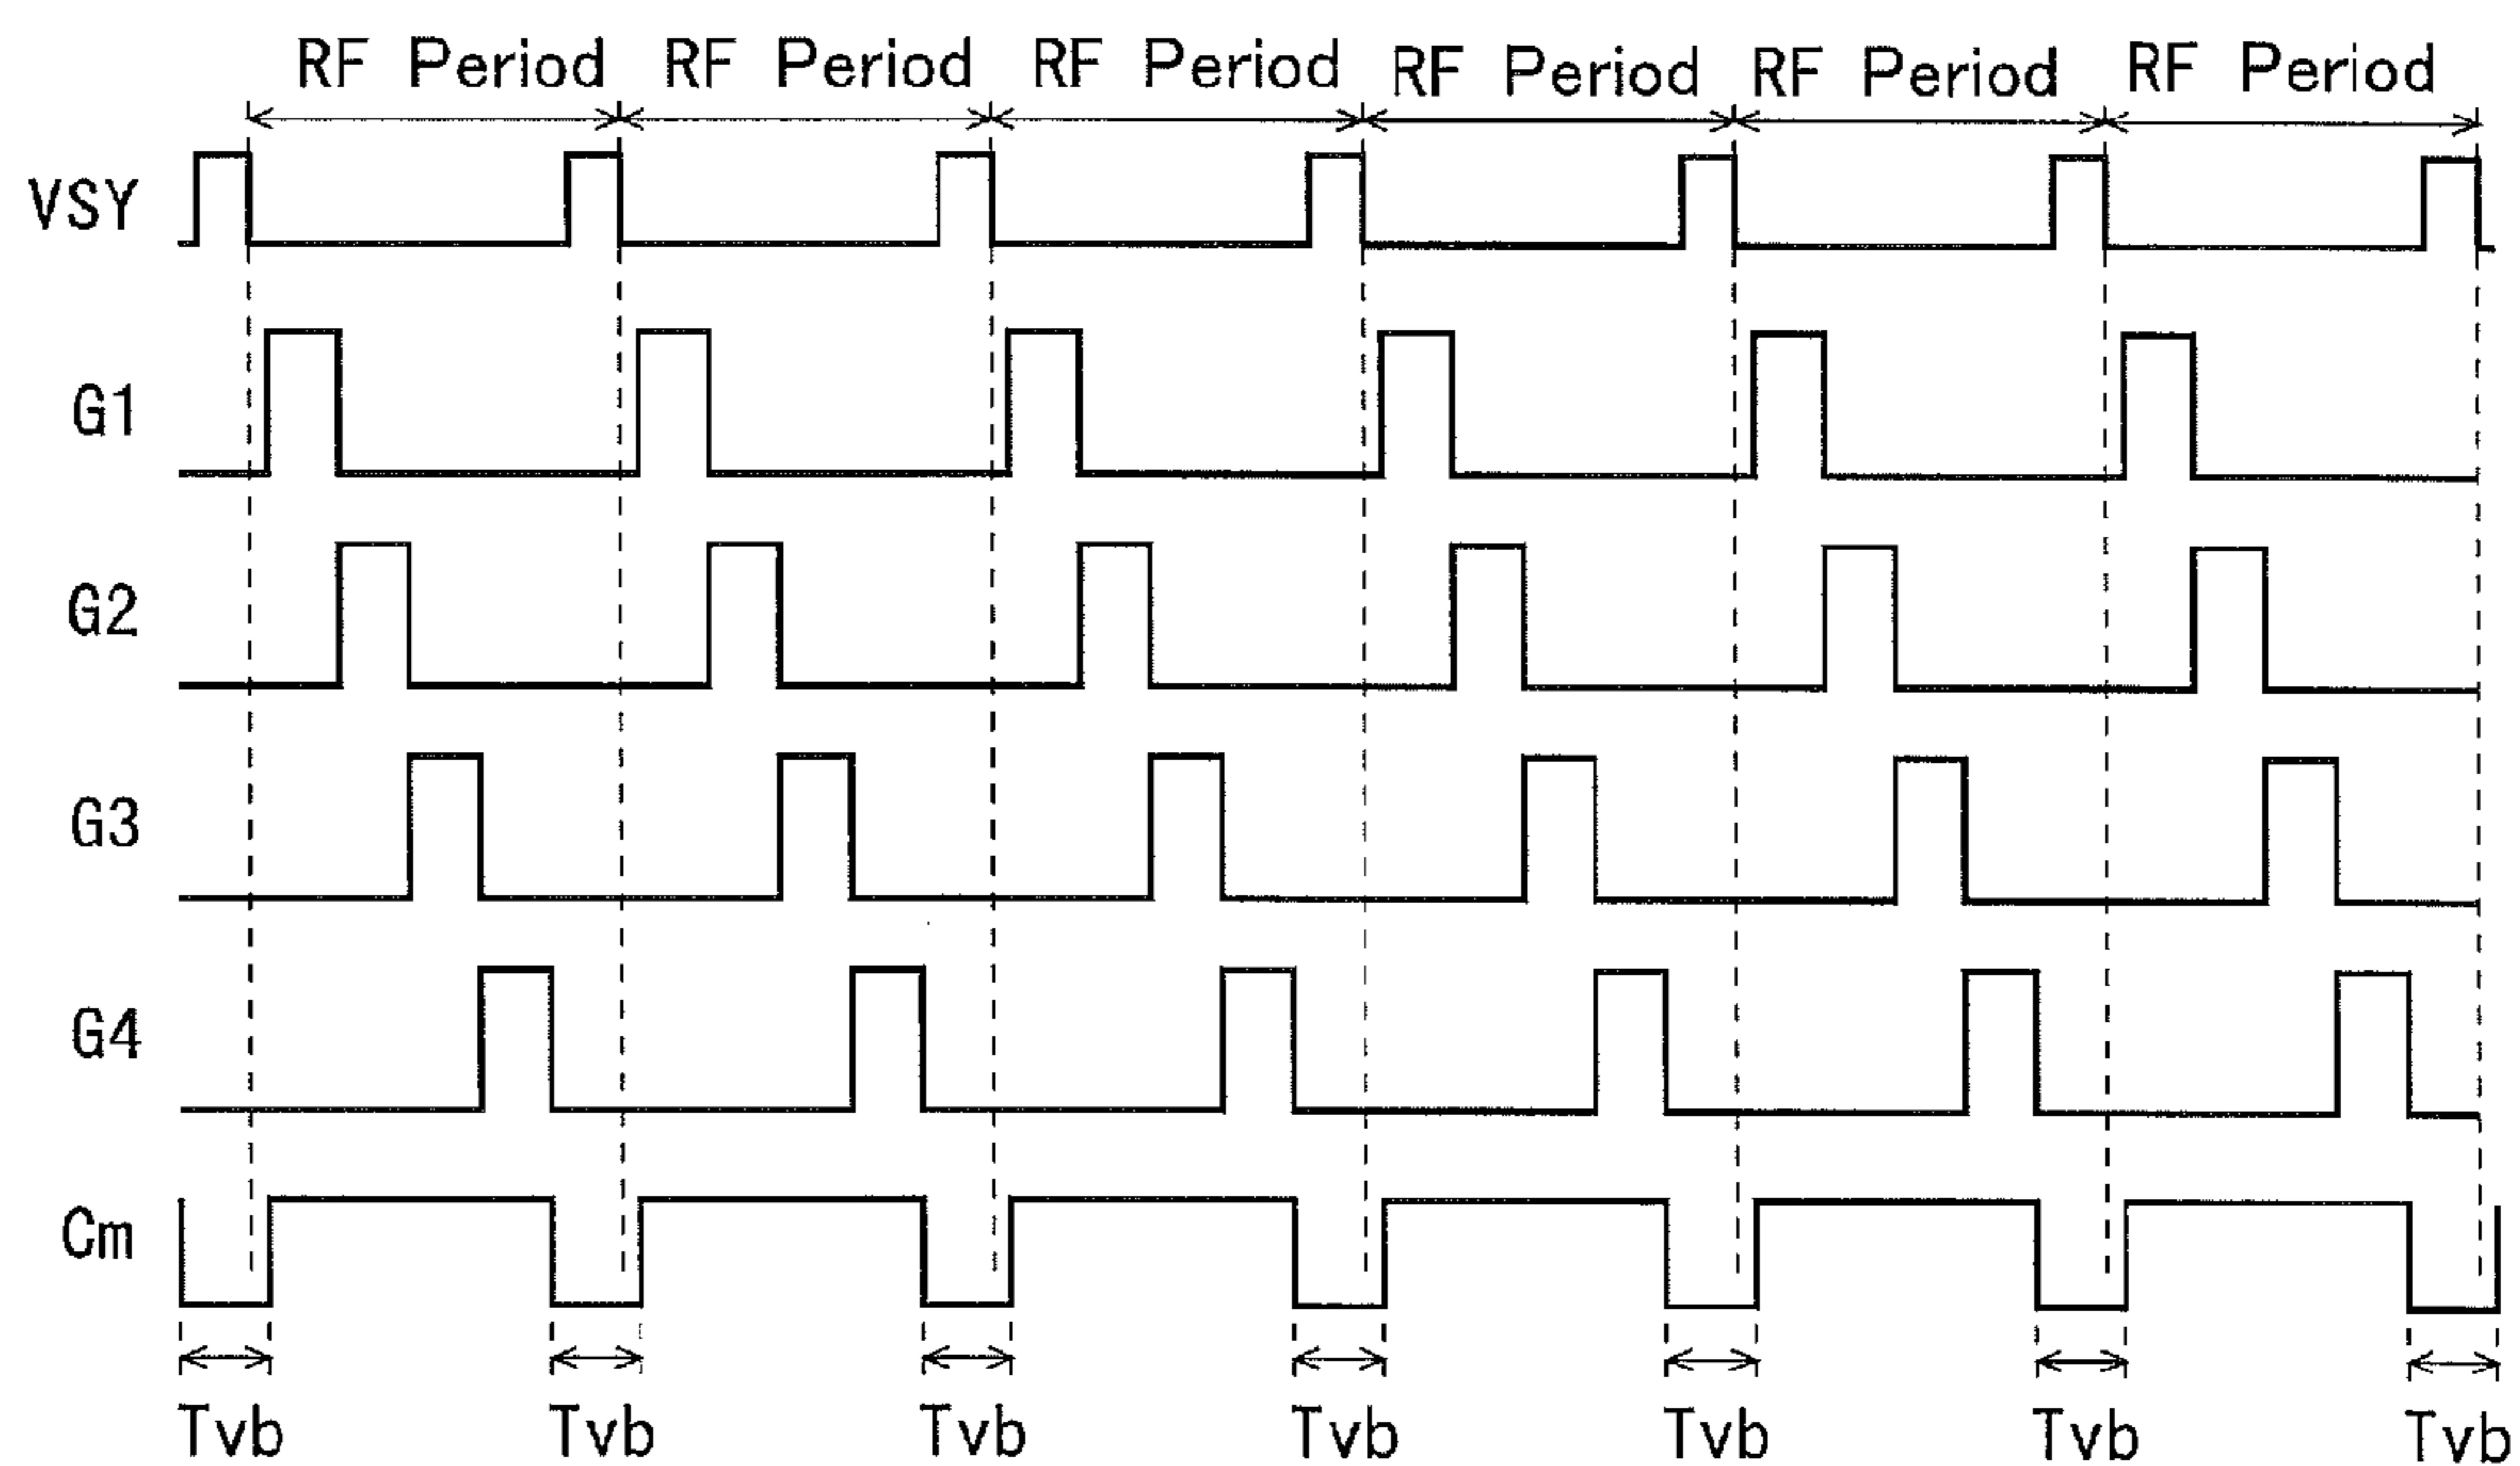 RF Period RF Period RF Period RF Period RF Period RF Period
VSY
G1
G2
G3
G4
Cm
Tvb Tvb Tvb Tvb Tvb Tvb Tvb